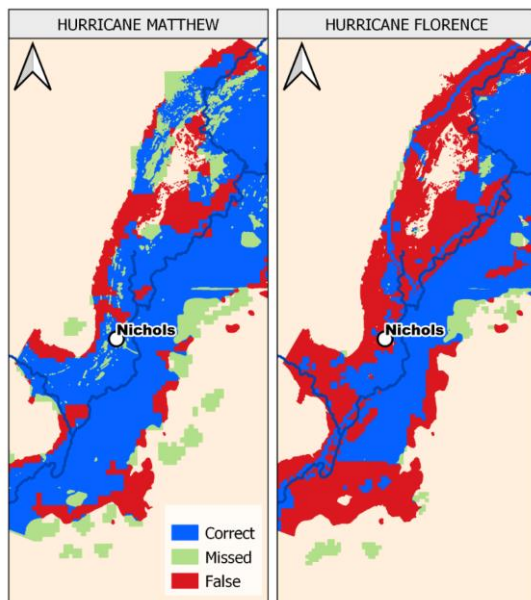 HURRICANE MATTHEW
HURRICANE FLORENCE
Nichols
Nichols
Correct
Missed
False